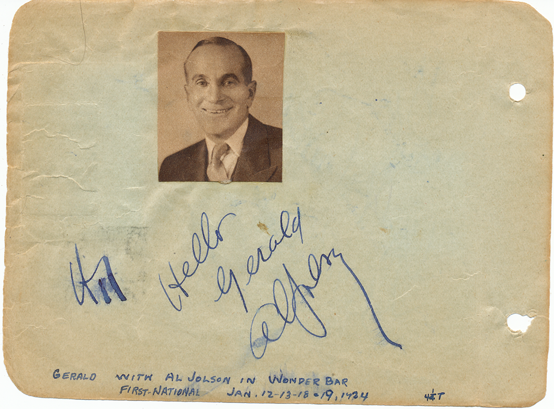 Hello
Gerald
Al Jolson
GERALD WITH AL JOLSON IN WONDER BAR
FIRST-NATIONAL JAN. 12-13-18-19, 1934